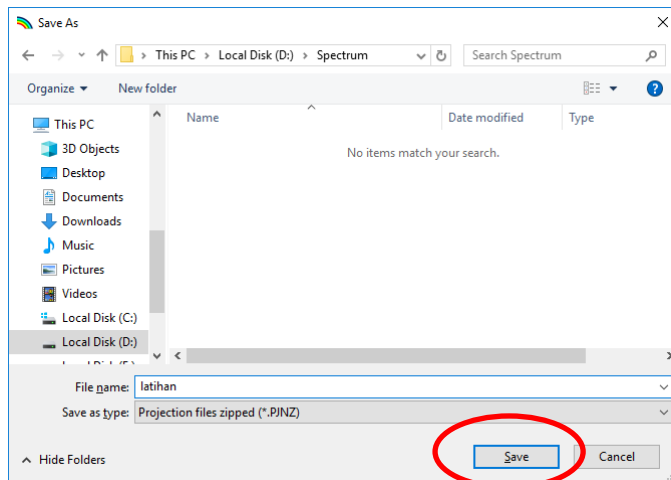 Save As
This PC > Local Disk (D:) > Spectrum
Search Spectrum
Organize
New folder
Name
Date modified
Type
This PC
3D Objects
Desktop
Documents
Downloads
Music
Pictures
Videos
Local Disk (C:)
Local Disk (D:)
No items match your search.
File name: latihan
Save as type: Projection files zipped (*.PJNZ)
Hide Folders
Save
Cancel